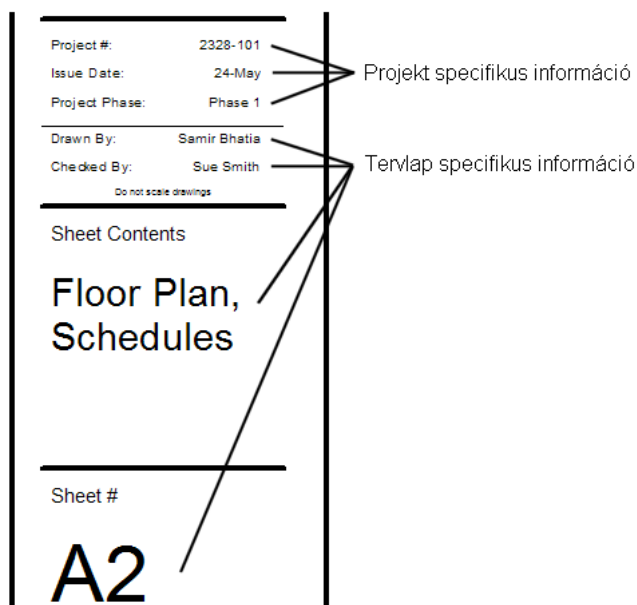 Project #: 2328-101
Issue Date: 24-May
Project Phase: Phase 1
Projekt specifikus információ
Drawn By: Samir Bhatia
Checked By: Sue Smith
Tervlap specifikus információ
Do not scale drawings
Sheet Contents
Floor Plan,
Schedules
Sheet #
A2